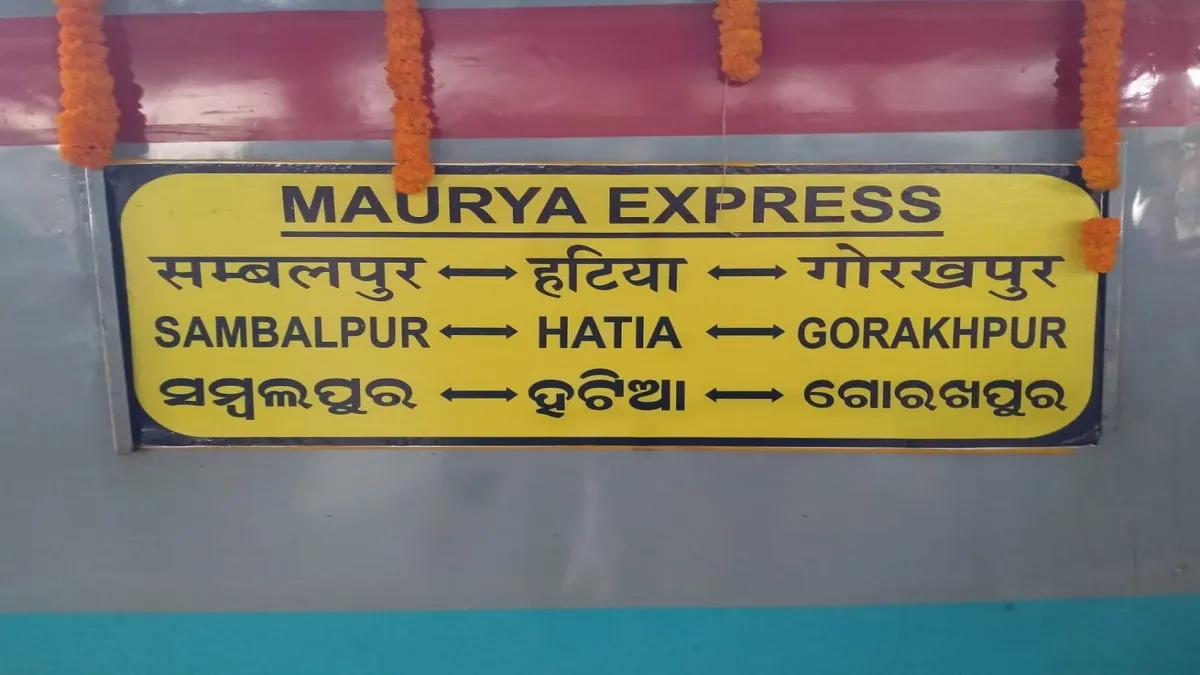 MAURYA EXPRESS
सम्बलपुर ↔ हटिया ↔ गोरखपुर
SAMBALPUR ↔ HATIA ↔ GORAKHPUR
ସମ୍ବଲପୁର ↔ ହଟିଆ ↔ ଗୋରଖପୁର